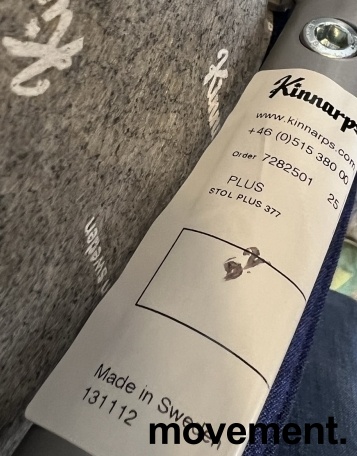 Kinnarps
www.kinnarps.com
+46 (0)515 380 00
Order 7282501 25
PLUS
STOL PLUS 377
Made in Sweden
131112
movement.